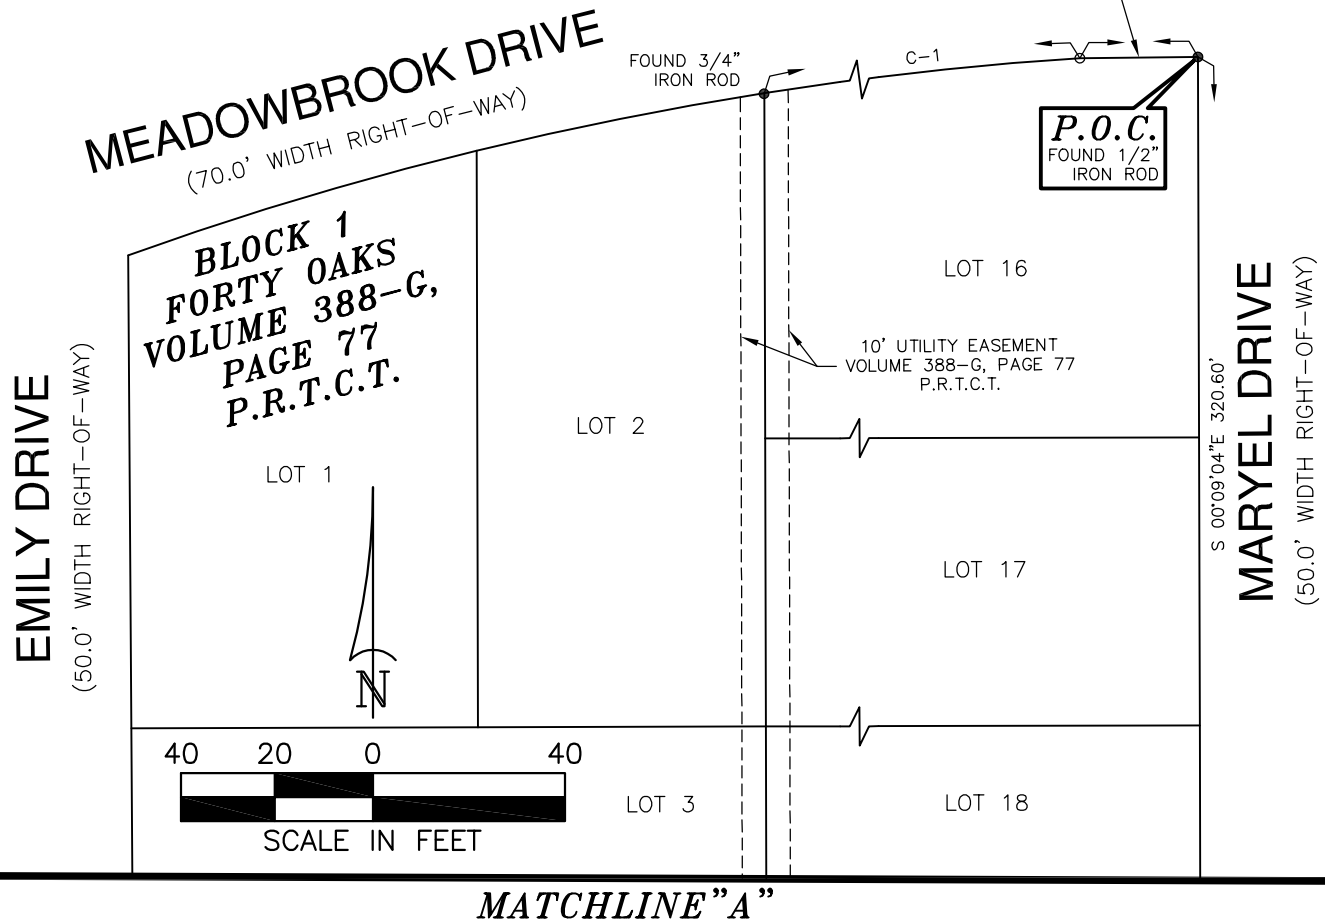 MEADOWBROOK DRIVE
(70.0' WIDTH RIGHT-OF-WAY)
FOUND 3/4"
IRON ROD
C-1
P.O.C.
FOUND 1/2"
IRON ROD
BLOCK 1
FORTY OAKS
VOLUME 388-G,
PAGE 77
P.R.T.C.T.
LOT 16
10' UTILITY EASEMENT
VOLUME 388-G, PAGE 77
P.R.T.C.T.
EMILY DRIVE
(50.0' WIDTH RIGHT-OF-WAY)
LOT 1
LOT 2
S 00°09'04"E 320.60'
MARYEL DRIVE
(50.0' WIDTH RIGHT-OF-WAY)
LOT 17
N
40 20 0 40
SCALE IN FEET
LOT 3
LOT 18
MATCHLINE"A"